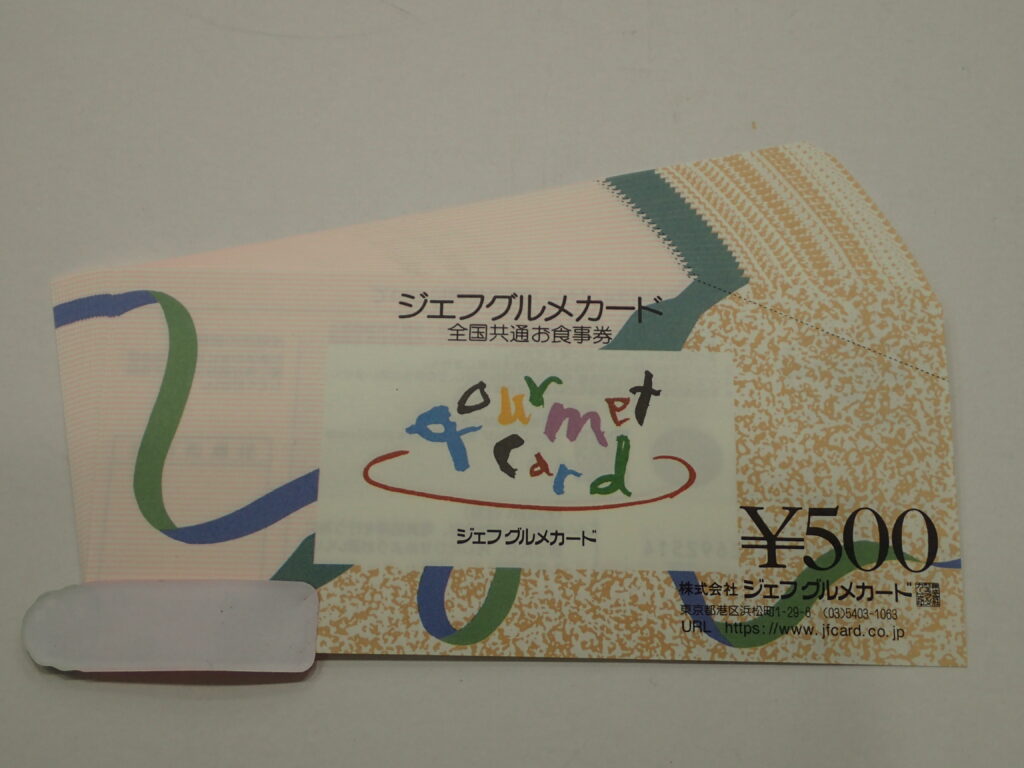 ジェフグルメカード
全国共通お食事券
gourmet
card
ジェフグルメカード
¥500
株式会社 ジェフグルメカード
東京都港区浜松町1-29-6 (03)5403-1063
URL https://www.jfcard.co.jp